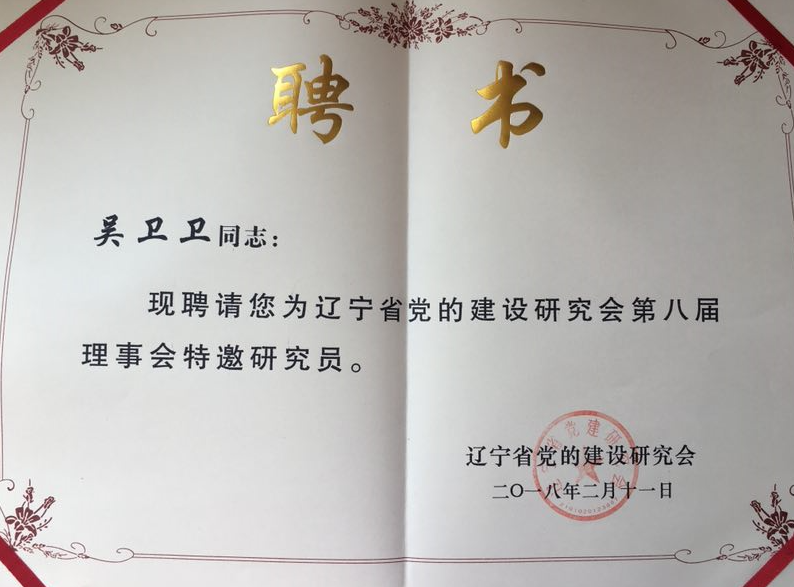 聘书
吴卫卫同志：
现聘请您为辽宁省党的建设研究会第八届
理事会特邀研究员。
辽宁省党的建设研究会
二〇一八年二月十一日